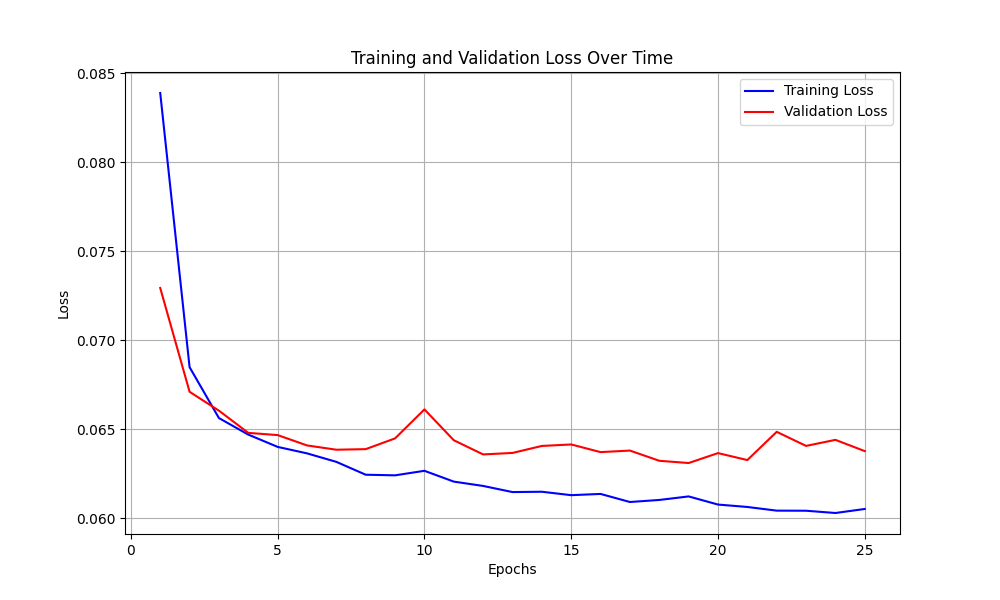 Training and Validation Loss Over Time
Training Loss
Validation Loss
0.085
0.080
0.075
0.070
0.065
0.060
Loss
0 5 10 15 20 25
Epochs